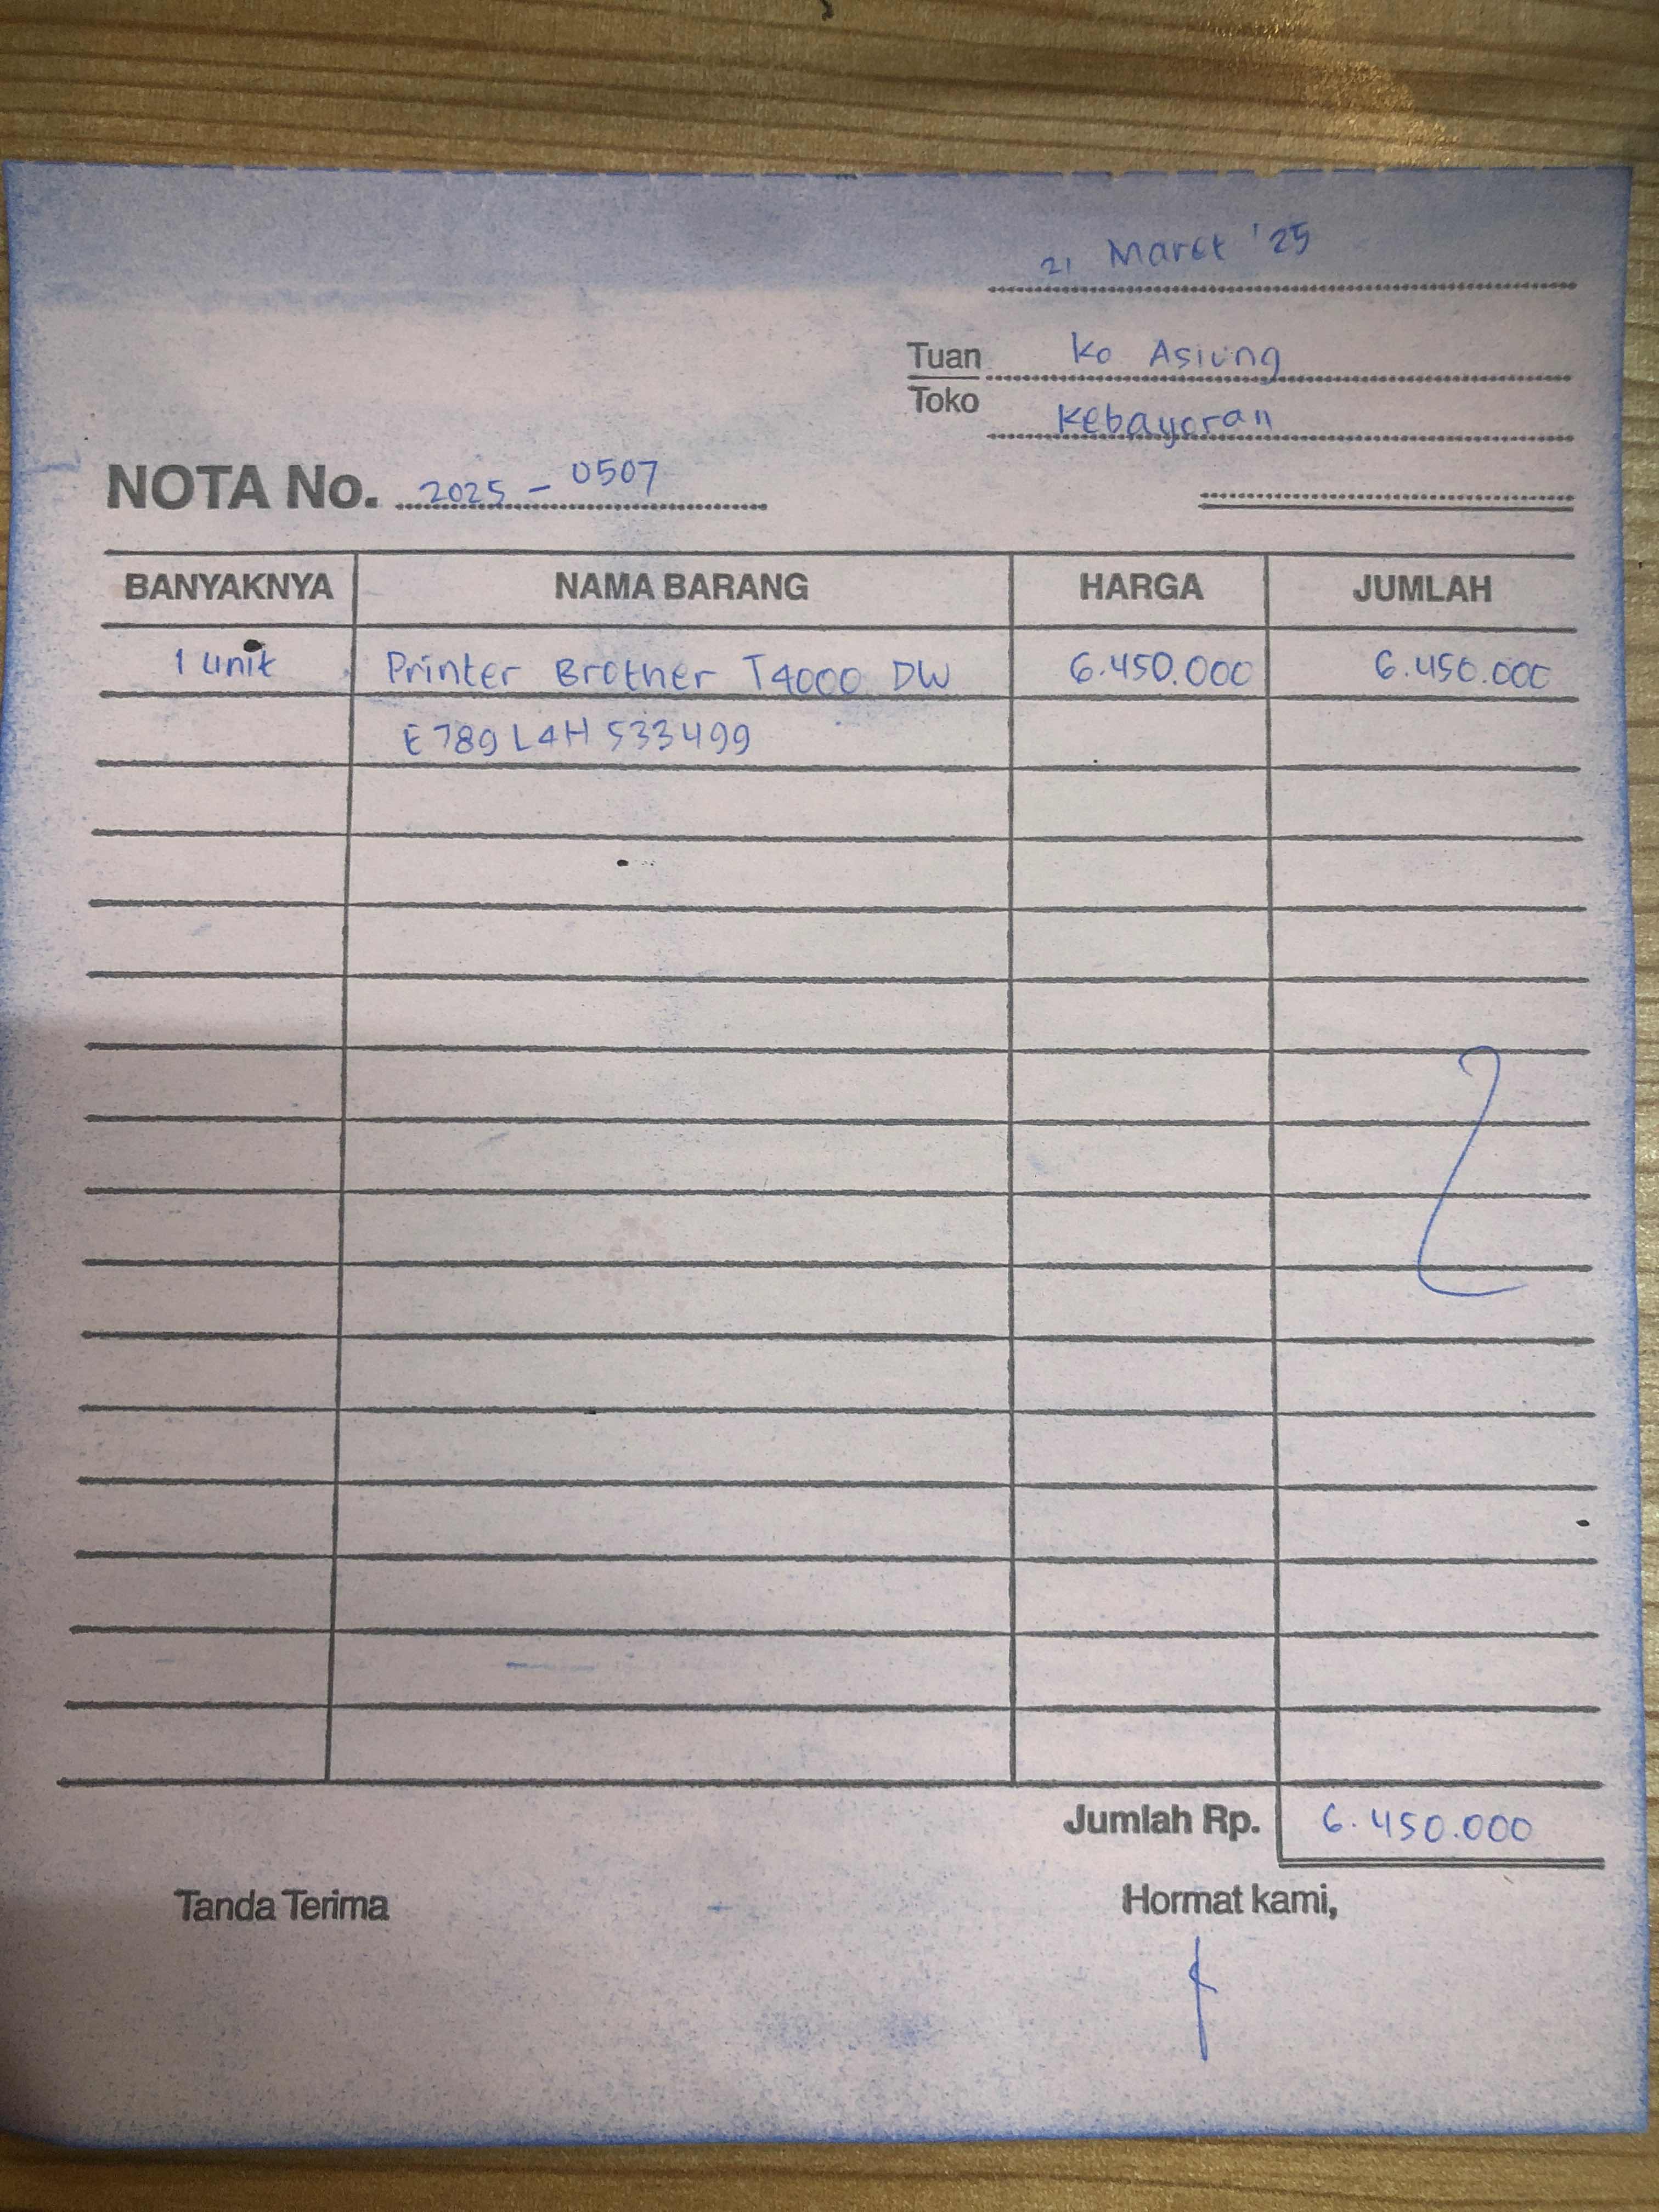 21 Maret '25
Tuan Ko Asiung
Toko Kebayoran
NOTA No. 2025 - 0507
BANYAKNYA NAMA BARANG HARGA JUMLAH
1 unit Printer Brother T4000 DW 6.450.000 6.450.000
E789L4H533499
Jumlah Rp. 6.450.000
Tanda Terima Hormat kami,